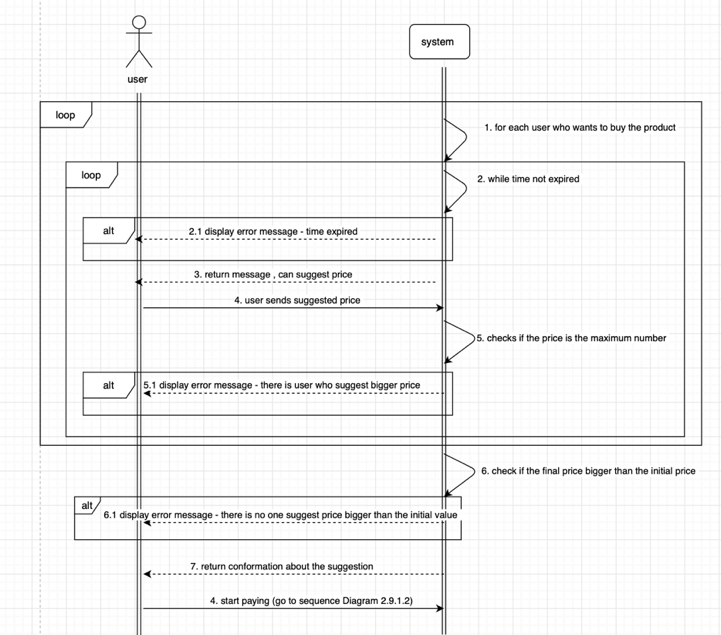 system
user
loop
1. for each user who wants to buy the product
loop
2. while time not expired
alt
2.1 display error message - time expired
3. return message , can suggest price
4. user sends suggested price
5. checks if the price is the maximum number
alt
5.1 display error message - there is user who suggest bigger price
6. check if the final price bigger than the initial price
alt
6.1 display error message - there is no one suggest price bigger than the initial value
7. return conformation about the suggestion
4. start paying (go to sequence Diagram 2.9.1.2)